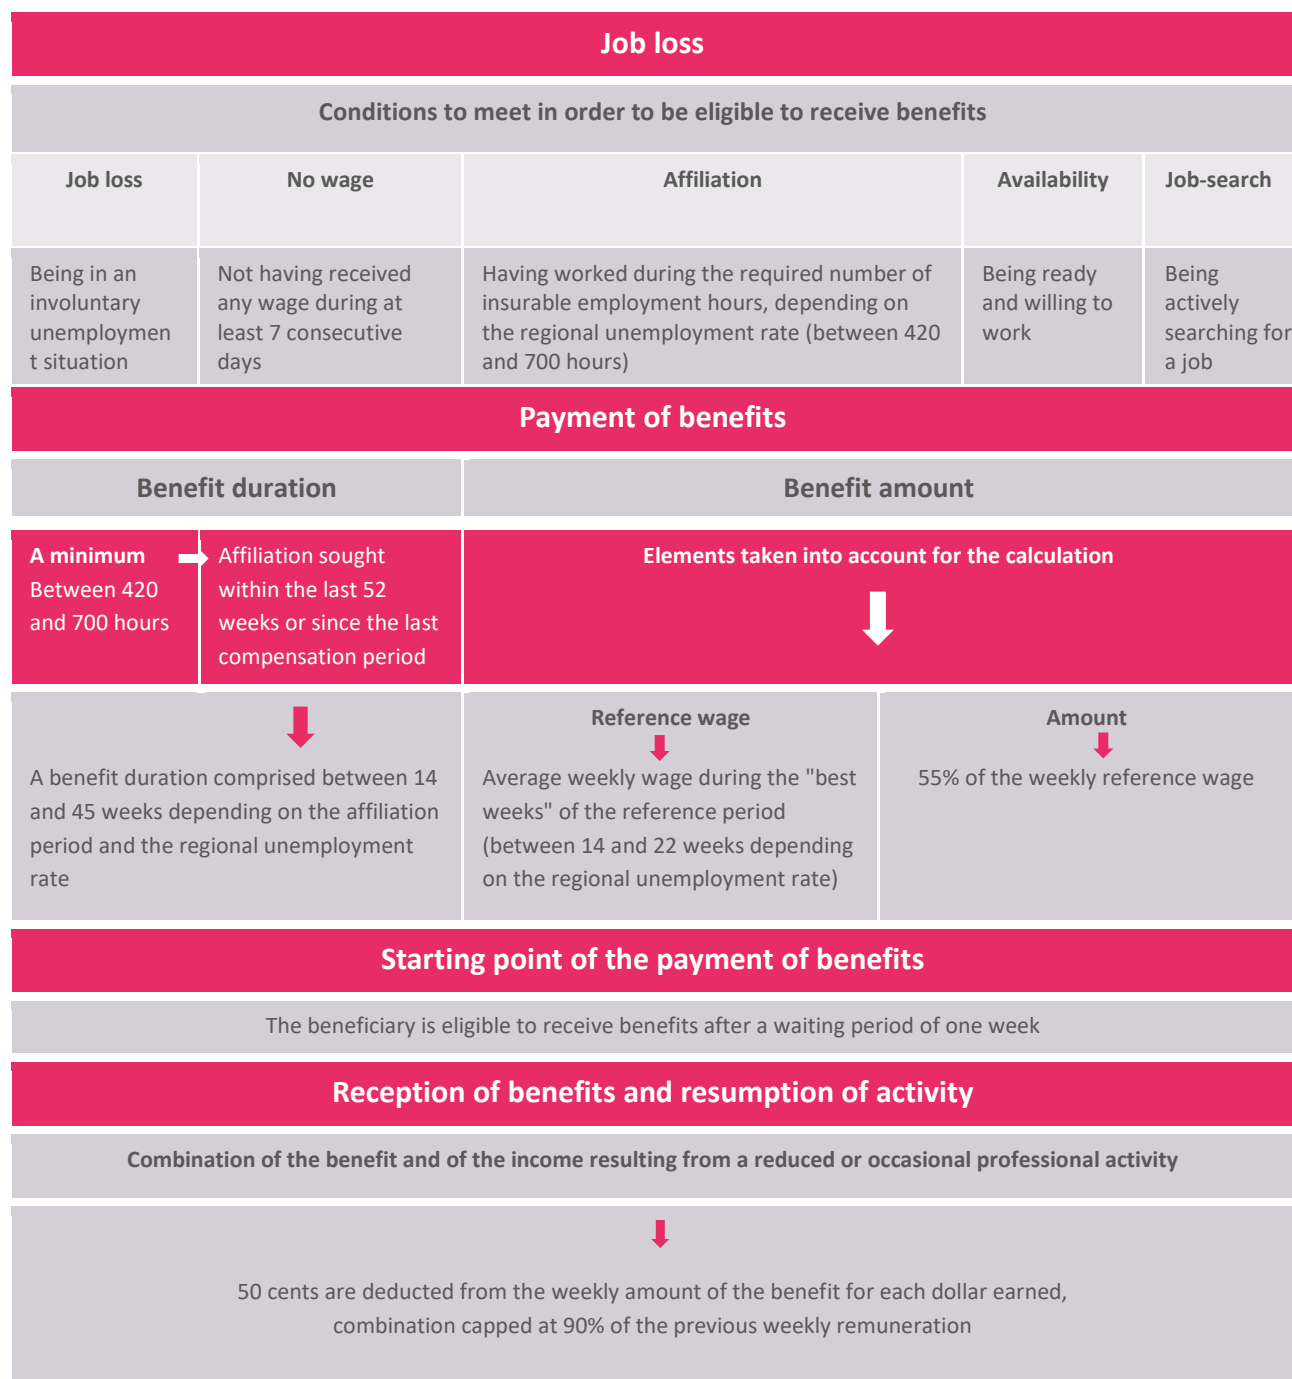 Job loss
Conditions to meet in order to be eligible to receive benefits
Job loss
No wage
Affiliation
Availability
Job-search
Being in an
involuntary
unemploymen
t situation
Not having received
any wage during at
least 7 consecutive
days
Having worked during the required number of
insurable employment hours, depending on
the regional unemployment rate (between 420
and 700 hours)
Being ready
and willing to
work
Being
actively
searching for
a job
Payment of benefits
Benefit duration
Benefit amount
A minimum
Between 420
and 700 hours
Affiliation sought
within the last 52
weeks or since the last
compensation period
Elements taken into account for the calculation
A benefit duration comprised between 14
and 45 weeks depending on the affiliation
period and the regional unemployment
rate
Reference wage
Average weekly wage during the "best
weeks" of the reference period
(between 14 and 22 weeks depending
on the regional unemployment rate)
Amount
55% of the weekly reference wage
Starting point of the payment of benefits
The beneficiary is eligible to receive benefits after a waiting period of one week
Reception of benefits and resumption of activity
Combination of the benefit and of the income resulting from a reduced or occasional professional activity
50 cents are deducted from the weekly amount of the benefit for each dollar earned,
combination capped at 90% of the previous weekly remuneration